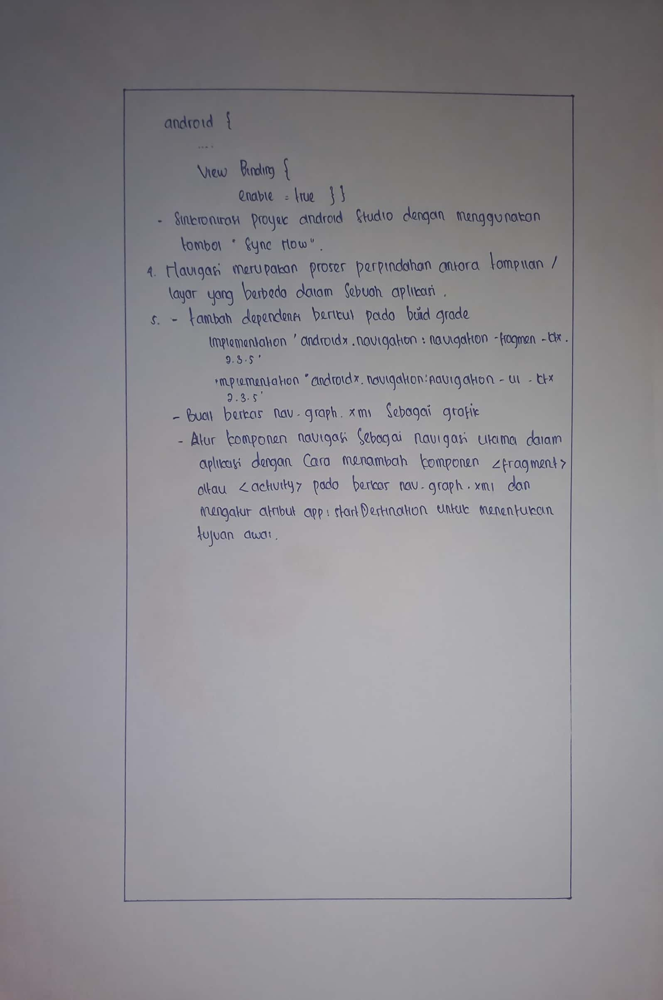 android {
....
View Binding {
enable = true } }
- Sinkronisasi proyek android Studio dengan menggunakan
tombol " Sync Now".
4. Navigasi merupakan proses perpindahan antara tampilan /
layar yang berbeda dalam Sebuah aplikasi.
5. - tambah dependensi berikut pada build grade
Implementation ' androidx.navigation : navigation -fragmen -ktx.
2.3.5'
implementation "androidx.navigation:navigation - ui - ktx
2.3.5'
- Buat berkas nav-graph.xml Sebagai grafik
- Atur komponen navigasi Sebagai navigasi utama dalam
aplikasi dengan Cara menambah komponen <fragment>
attau <activity> pada berkas nav-graph.xml dan
mengatur atribut app: startDestination untuk menentukan
tujuan awal.